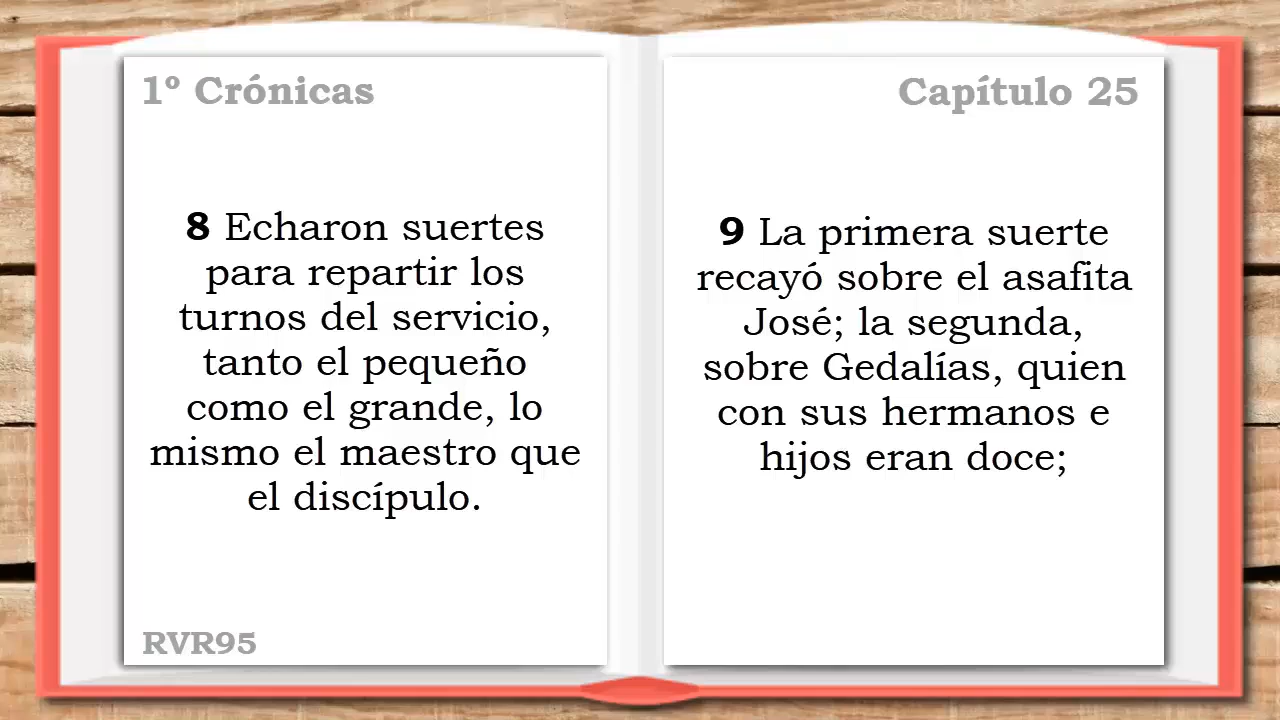 1º Crónicas
8 Echaron suertes
para repartir los
turnos del servicio,
tanto el pequeño
como el grande, lo
mismo el maestro que
el discípulo.
RVR95
Capítulo 25
9 La primera suerte
recayó sobre el asafita
José; la segunda,
sobre Gedalías, quien
con sus hermanos e
hijos eran doce;